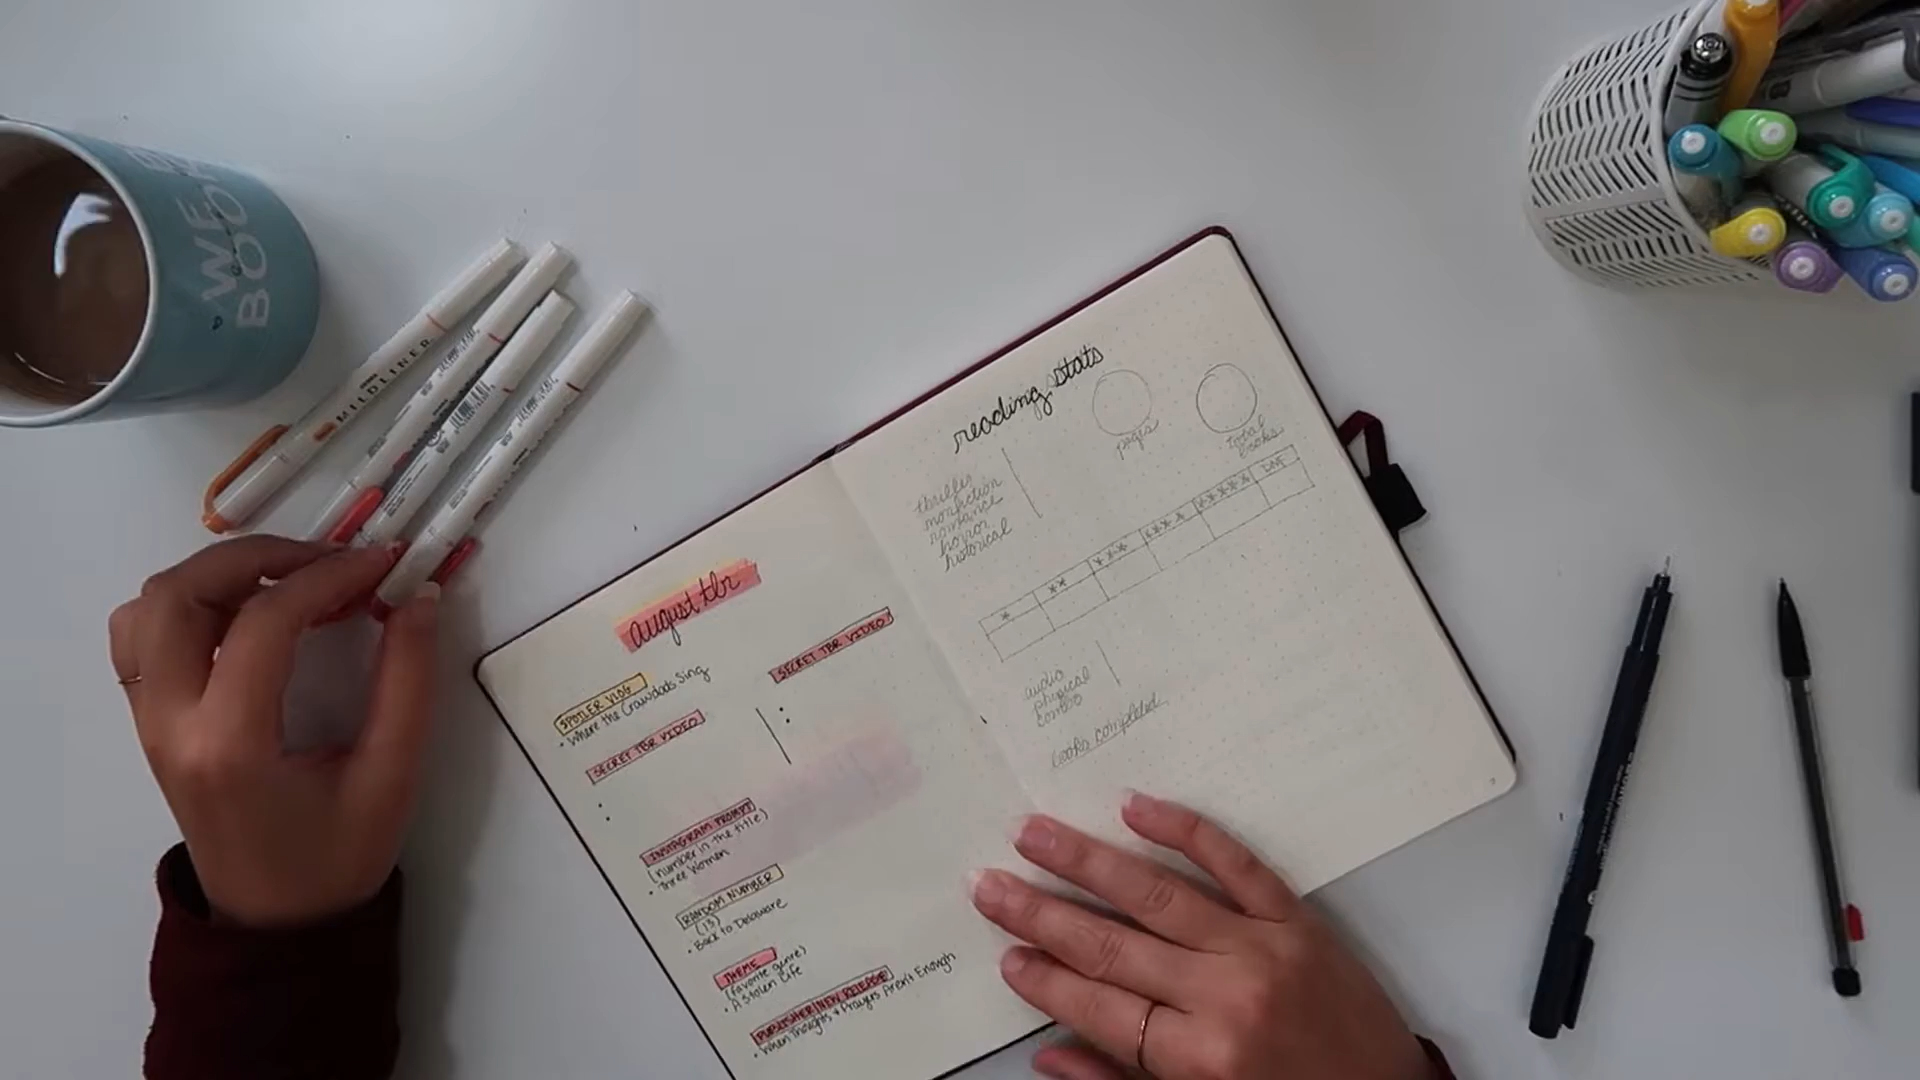 WE
BOO
MILDLINER
august tbr
SPOILER VLOG
• Where the Crawdads Sing
SECRET TBR VIDEO
INSTAGRAM PROMPT
(number in the title)
• Three Women
RANDOM NUMBER
(13)
• Back to Delaware
THEME
(favorite genre)
• A Stolen Life
PUBLISHER/NEW RELEASE
• When Thoughts + Prayers Aren't Enough
SECRET TBR VIDEO
reading stats
pages
total
books
thriller
nonfiction
romance
horror
historical
* ** *** **** ***** DNF
audio
physical
combo
books completed